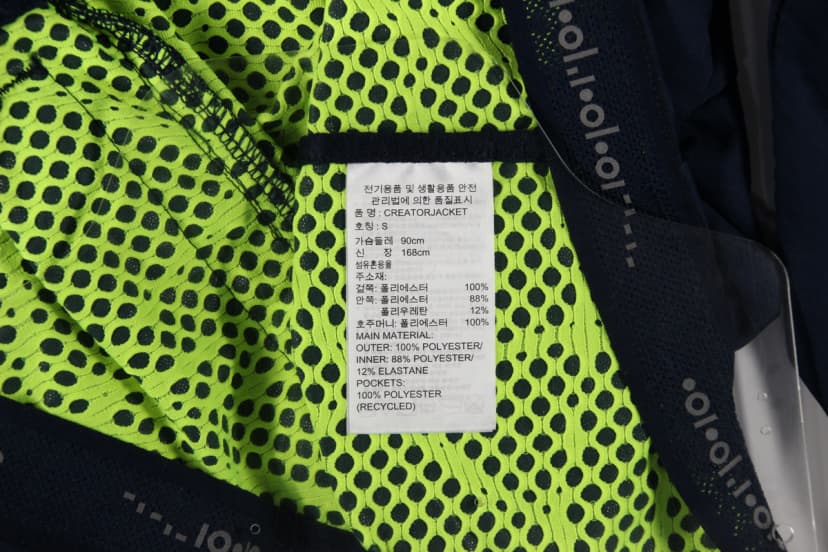 전기용품 및 생활용품 안전
관리법에 의한 품질표시
품 명 : CREATORJACKET
호칭 : S
가슴둘레 90cm
신 장 168cm
섬유혼용율
주소재:
겉쪽: 폴리에스터 100%
안쪽: 폴리에스터 88%
폴리우레탄 12%
호주머니: 폴리에스터 100%
MAIN MATERIAL:
OUTER: 100% POLYESTER/
INNER: 88% POLYESTER/
12% ELASTANE
POCKETS:
100% POLYESTER
(RECYCLED)